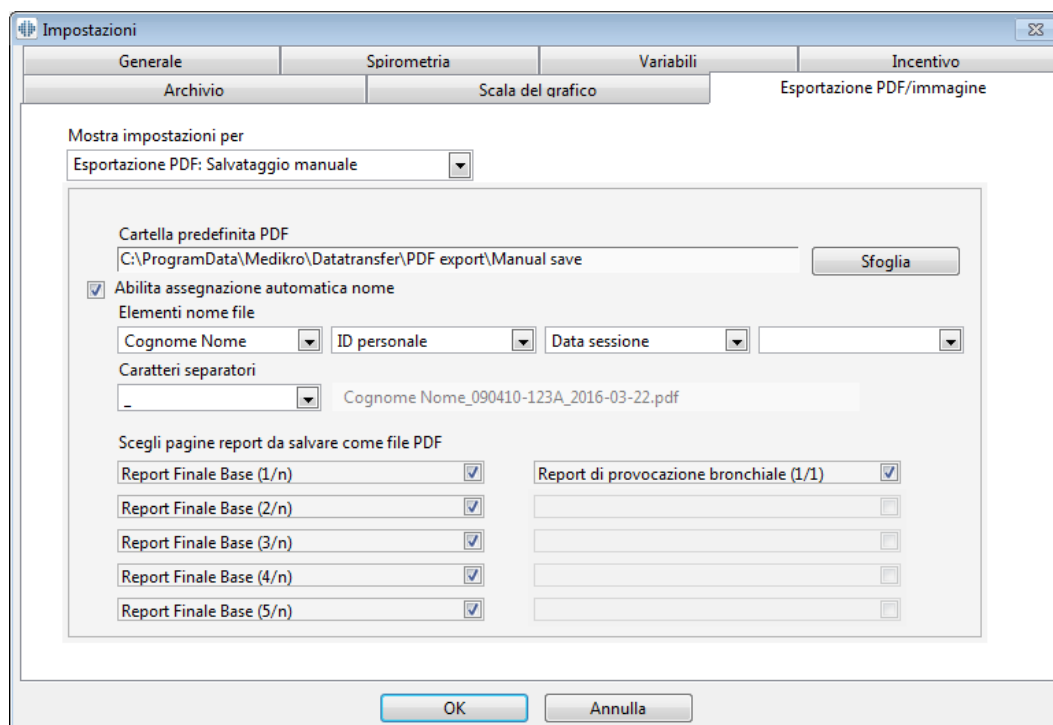 Impostazioni
Generale Spirometria Variabili Incentivo
Archivio Scala del grafico Esportazione PDF/immagine
Mostra impostazioni per
Esportazione PDF: Salvataggio manuale
Cartella predefinita PDF
C:\ProgramData\Medikro\Datatransfer\PDF export\Manual save Sfoglia
Abilita assegnazione automatica nome
Elementi nome file
Cognome Nome ID personale Data sessione
Caratteri separatori
_ Cognome Nome_090410-123A_2016-03-22.pdf
Scegli pagine report da salvare come file PDF
Report Finale Base (1/n) Report di provocazione bronchiale (1/1)
Report Finale Base (2/n)
Report Finale Base (3/n)
Report Finale Base (4/n)
Report Finale Base (5/n)
OK Annulla